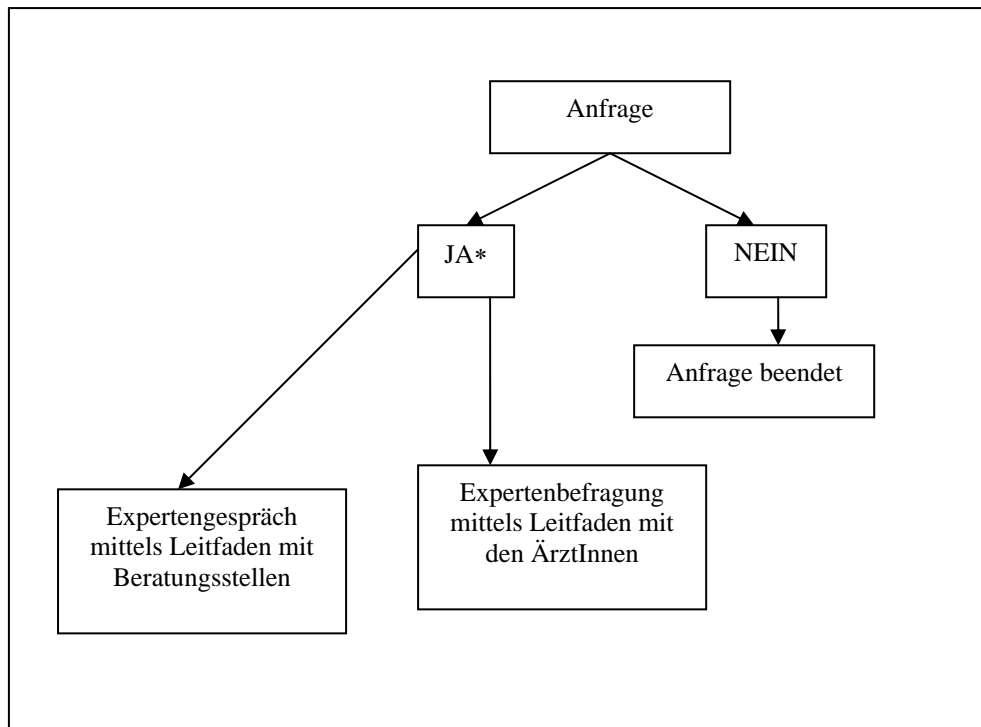 Anfrage
JA*
NEIN
Anfrage beendet
Expertengespräch
mittels Leitfaden mit
Beratungsstellen
Expertenbefragung
mittels Leitfaden mit
den ÄrztInnen